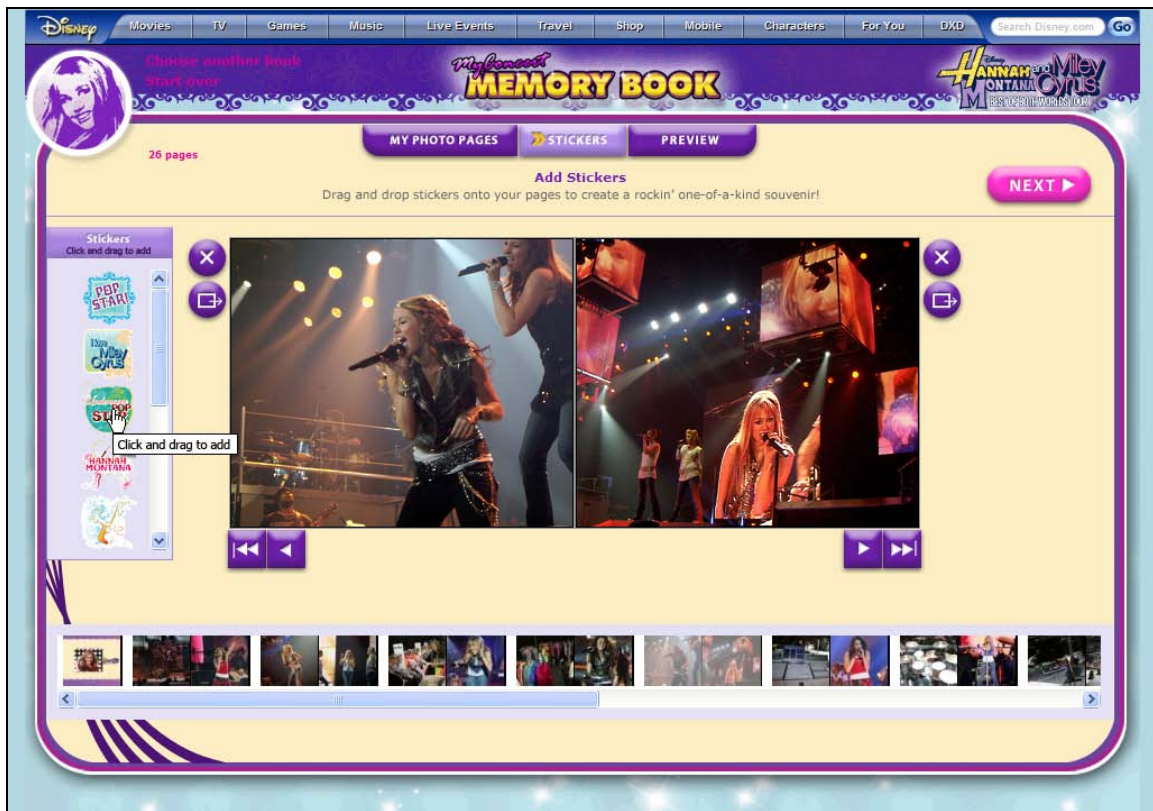 Disney Movies TV Games Music Live Events Travel Shop Mobile Characters For You DXD Search Disney.com Go
Choose another book
Start over
My Concert
MEMORY BOOK
Disney
HANNAH and Miley
MONTANA CYRUS
BEST OF BOTH WORLDS TOUR
MY PHOTO PAGES STICKERS PREVIEW
26 pages
Add Stickers
Drag and drop stickers onto your pages to create a rockin' one-of-a-kind souvenir!
NEXT
Stickers
Click and drag to add
POP
STAR!
I love
Miley
Cyrus
POP
Click and drag to add
HANNAH
MONTANA